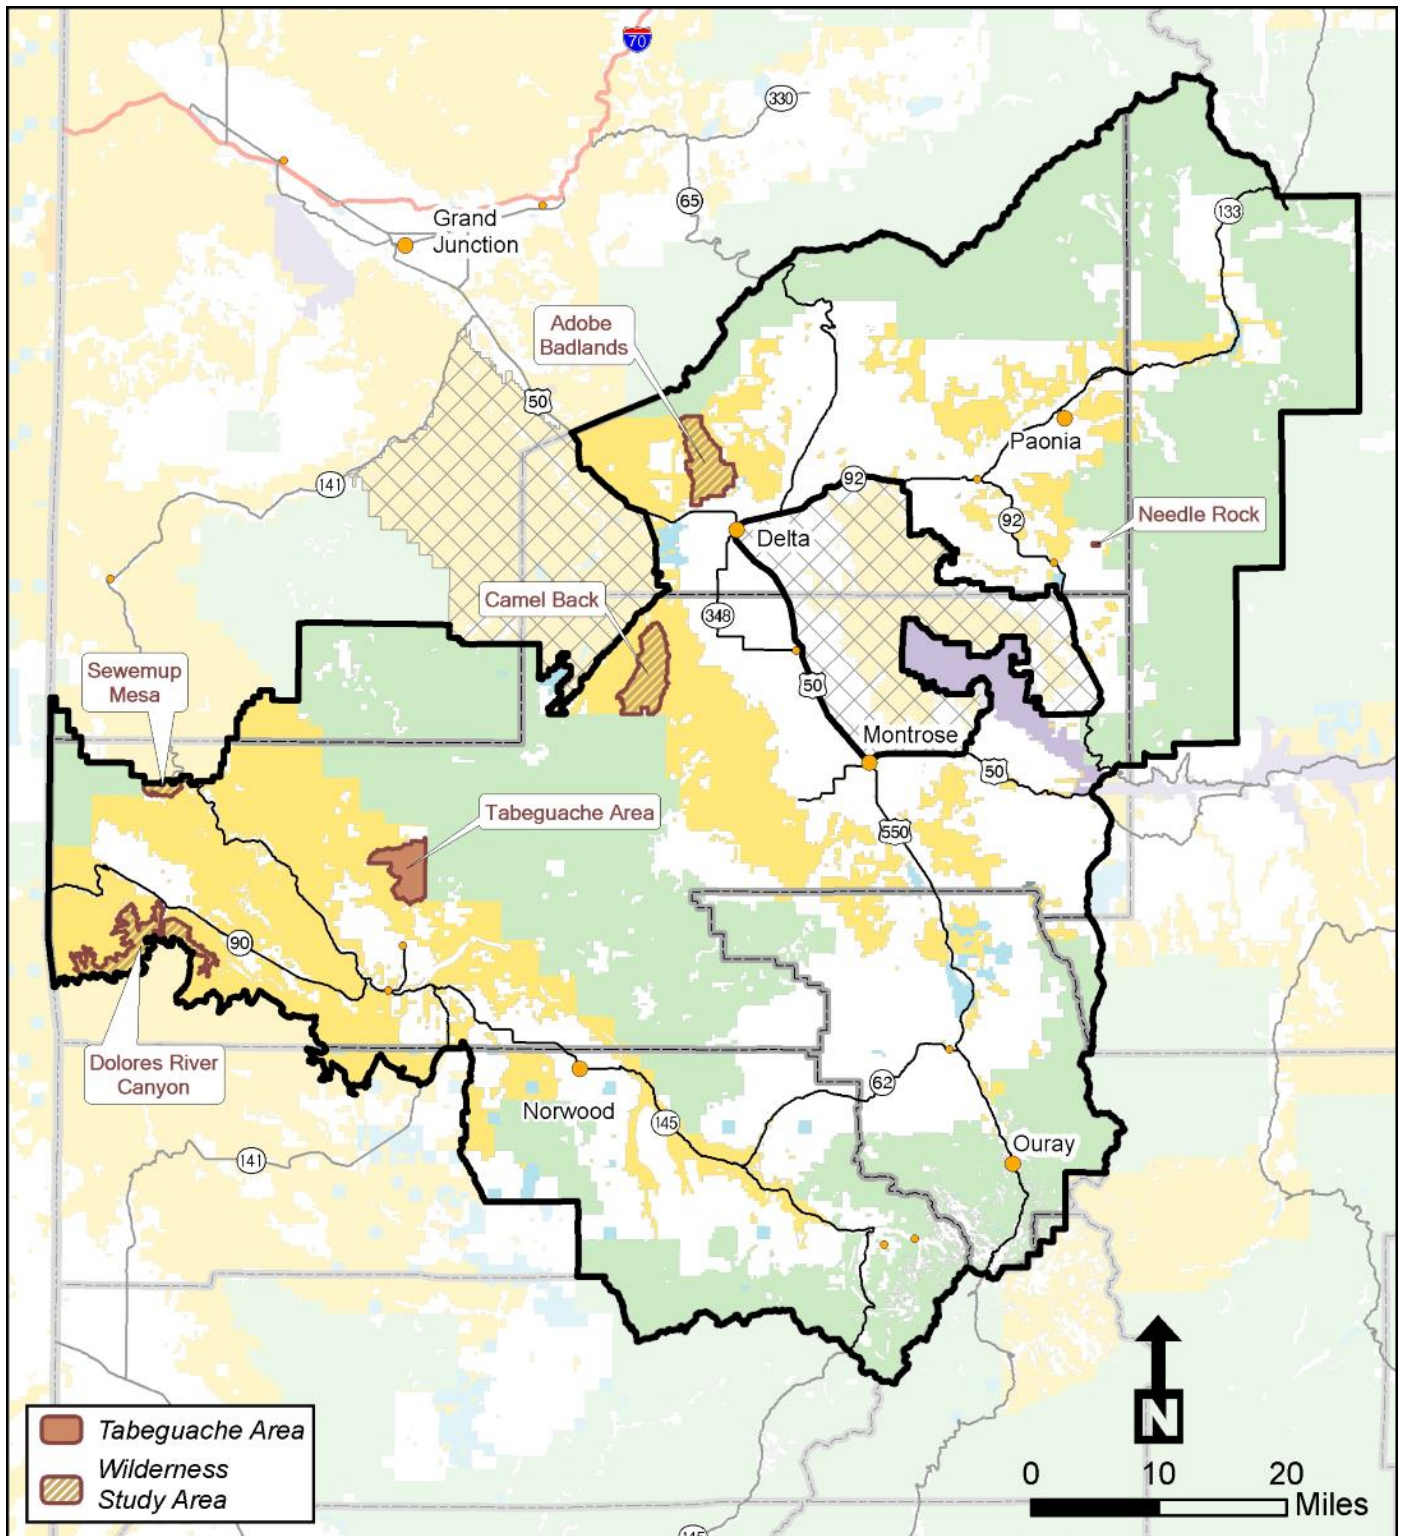 70
330
65
133
Grand
Junction
Adobe
Badlands
50
Paonia
141
92
92
Needle Rock
Delta
Camel Back
348
Sewemup
Mesa
50
Montrose
50
Tabeguache Area
550
90
Dolores River
Canyon
62
Norwood
145
Ouray
141
N
Tabeguache Area
Wilderness
Study Area
0 10 20
Miles
145